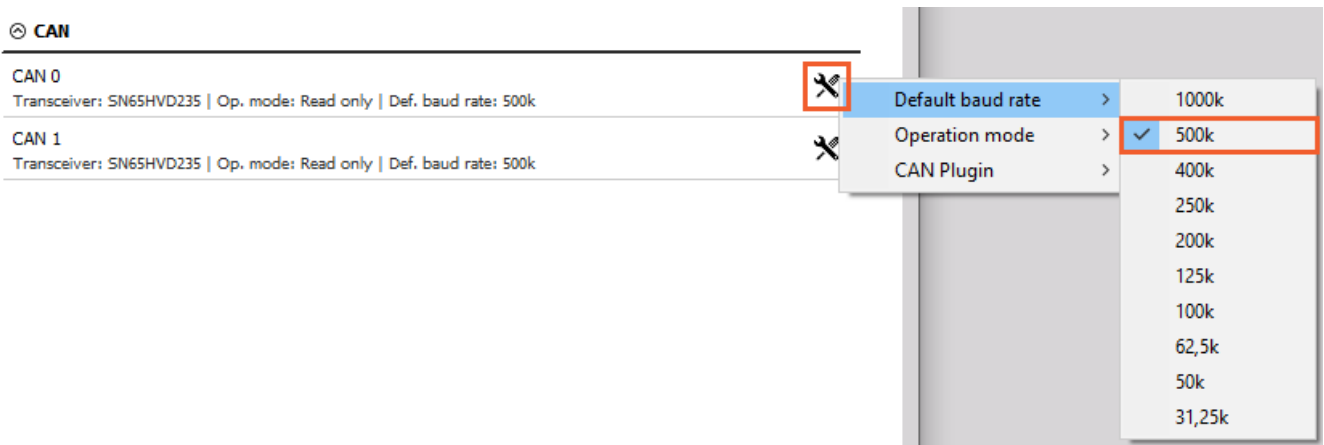 CAN
CAN 0
Transceiver: SN65HVD235 | Op. mode: Read only | Def. baud rate: 500k
CAN 1
Transceiver: SN65HVD235 | Op. mode: Read only | Def. baud rate: 500k
Default baud rate
Operation mode
CAN Plugin
1000k
500k
400k
250k
200k
125k
100k
62,5k
50k
31,25k